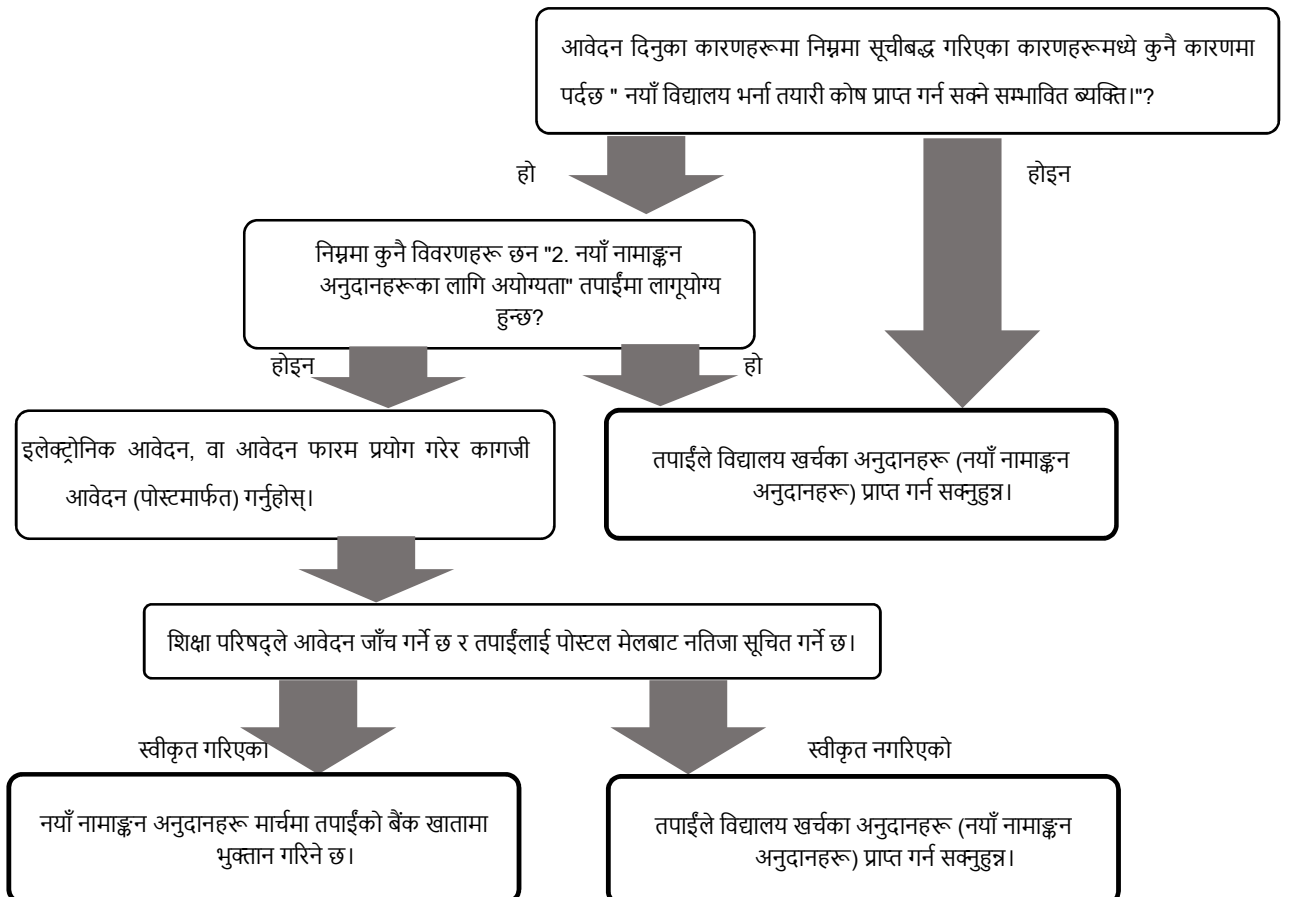 आवेदन दिनुका कारणहरूमा निम्नमा सूचीबद्ध गरिएका कारणहरूमध्ये कुनै कारणमा
पर्दछ " नयाँ विद्यालय भर्ना तयारी कोष प्राप्त गर्न सक्ने सम्भावित ब्यक्ति।"?
हो
होइन
निम्नमा कुनै विवरणहरू छन "2. नयाँ नामाङ्कन
अनुदानहरूका लागि अयोग्यता" तपाईंमा लागूयोग्य
हुन्छ?
होइन
हो
इलेक्ट्रोनिक आवेदन, वा आवेदन फारम प्रयोग गरेर कागजी
आवेदन (पोस्टमार्फत) गर्नुहोस्।
तपाईंले विद्यालय खर्चका अनुदानहरू (नयाँ नामाङ्कन
अनुदानहरू) प्राप्त गर्न सक्नुहुन्न।
शिक्षा परिषद्ले आवेदन जाँच गर्ने छ र तपाईंलाई पोस्टल मेलबाट नतिजा सूचित गर्ने छ।
स्वीकृत गरिएको
स्वीकृत नगरिएको
नयाँ नामाङ्कन अनुदानहरू मार्चमा तपाईंको बैंक खातामा
भुक्तान गरिने छ।
तपाईंले विद्यालय खर्चका अनुदानहरू (नयाँ नामाङ्कन
अनुदानहरू) प्राप्त गर्न सक्नुहुन्न।